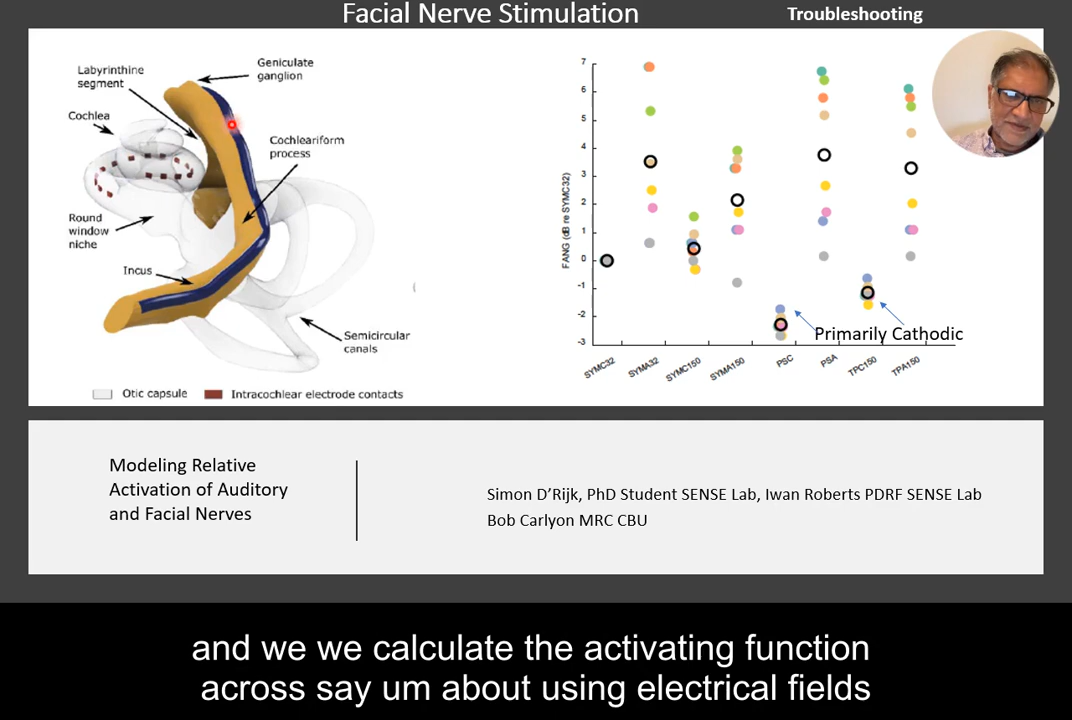 Facial Nerve Stimulation
Troubleshooting
Geniculate
ganglion
Labyrinthine
segment
Cochlea
Cochleariform
process
Round
window
niche
Incus
Semicircular
canals
Otic capsule
Intracochlear electrode contacts
FANG (dB re SYMC32)
7
6
5
4
3
2
1
0
-1
-2
-3
SYMC32
SYMA32
SYMC150
SYMA150
PSC
PSA
TPC150
TPA150
Primarily Cathodic
Modeling Relative
Activation of Auditory
and Facial Nerves
Simon D’Rijk, PhD Student SENSE Lab, Iwan Roberts PDRF SENSE Lab
Bob Carlyon MRC CBU
and we we calculate the activating function
across say um about using electrical fields